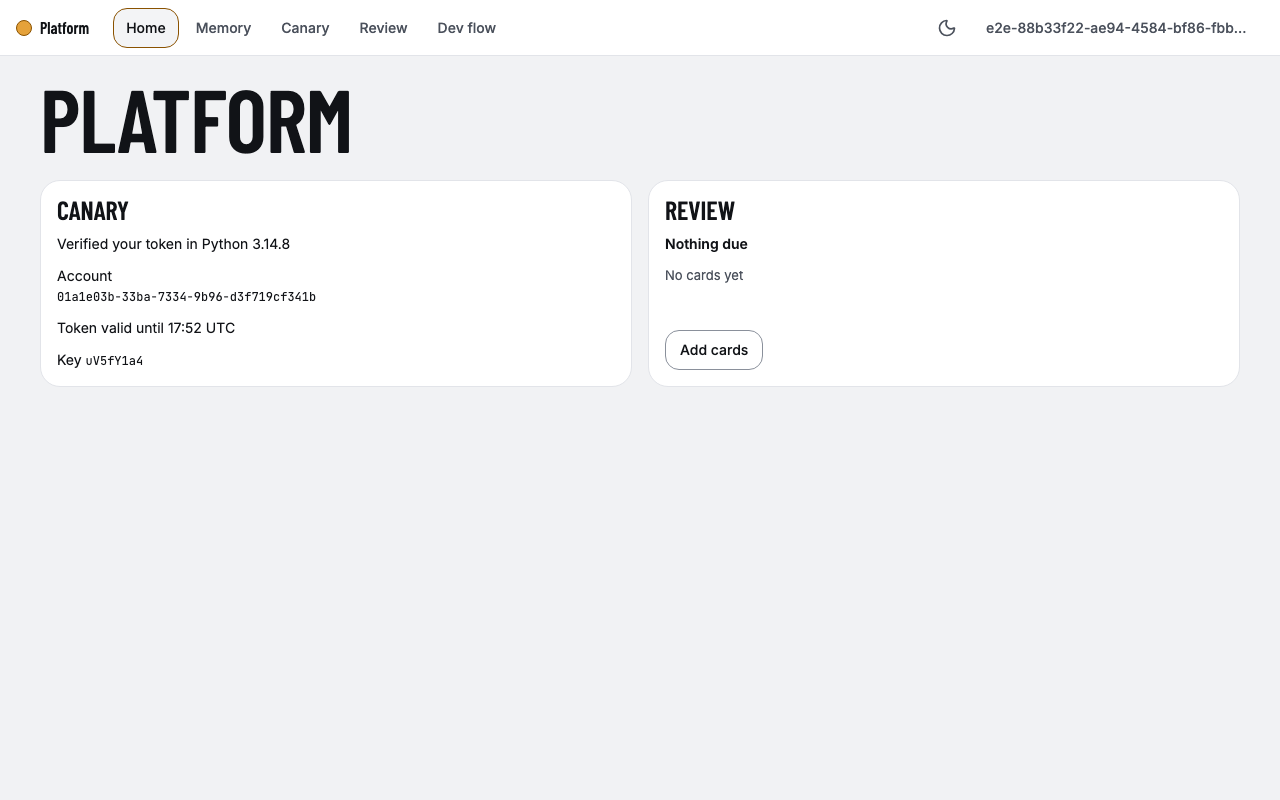 Platform
Home
Memory
Canary
Review
Dev flow
e2e-88b33f22-ae94-4584-bf86-fbb...
PLATFORM
CANARY
Verified your token in Python 3.14.8
Account
01a1e03b-33ba-7334-9b96-d3f719cf341b
Token valid until 17:52 UTC
Key uV5fY1a4
REVIEW
Nothing due
No cards yet
Add cards